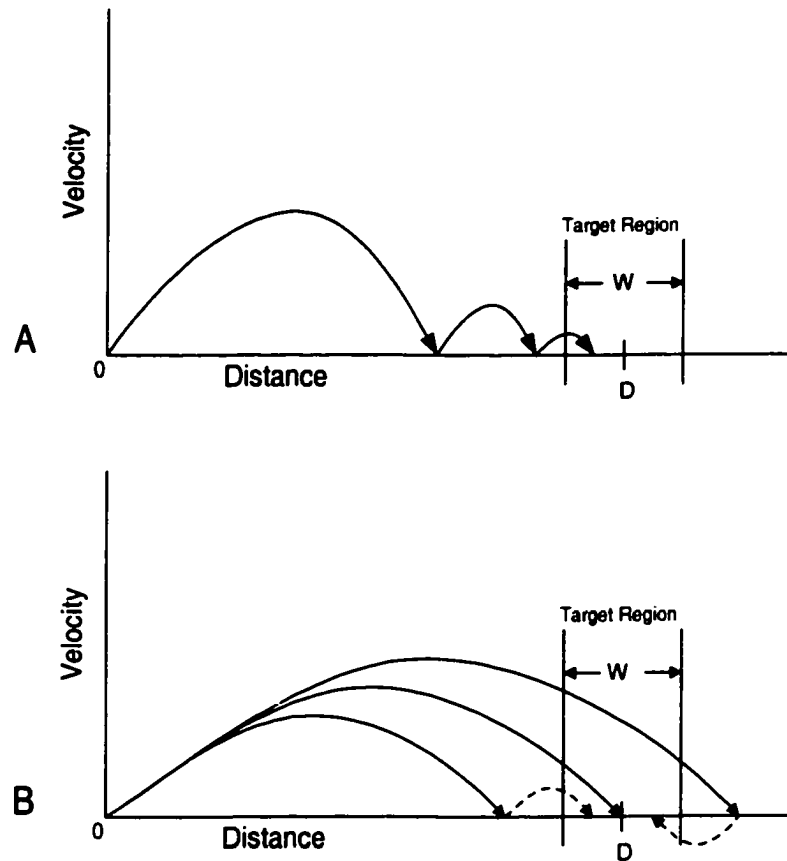 Velocity
Target Region
W
A
0
Distance
D
Velocity
Target Region
W
B
0
Distance
D